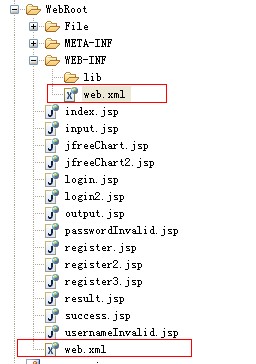 WebRoot
File
META-INF
WEB-INF
lib
web.xml
index.jsp
input.jsp
jfreeChart.jsp
jfreeChart2.jsp
login.jsp
login2.jsp
output.jsp
passwordInvalid.jsp
register.jsp
register2.jsp
register3.jsp
result.jsp
success.jsp
usernameInvalid.jsp
web.xml